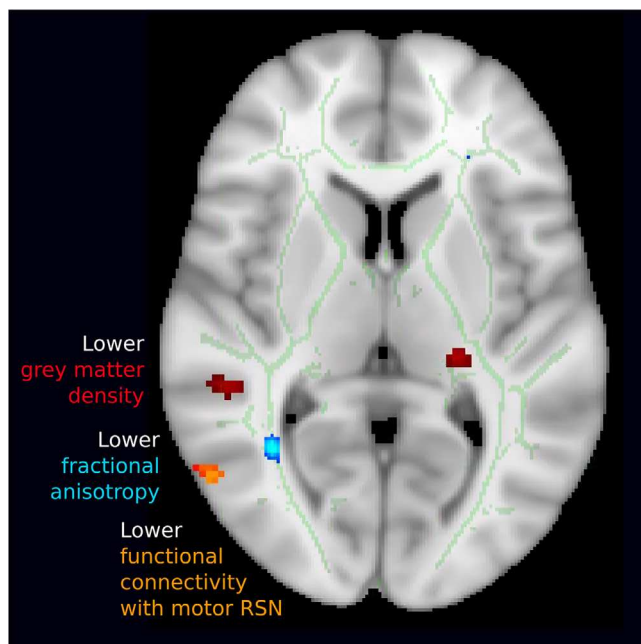 Lower
grey matter
density
Lower
fractional
anisotropy
Lower
functional
connectivity
with motor RSN